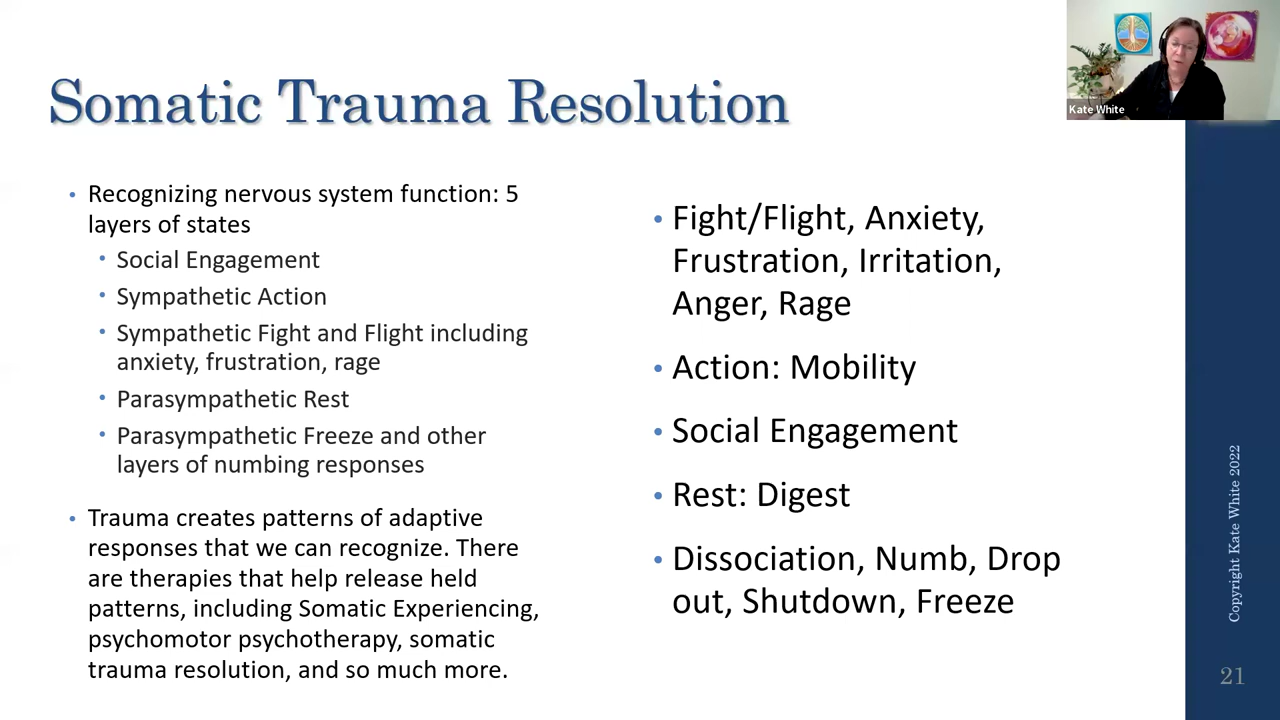 Somatic Trauma Resolution
Kate White
• Recognizing nervous system function: 5
layers of states
• Social Engagement
• Sympathetic Action
• Sympathetic Fight and Flight including
anxiety, frustration, rage
• Parasympathetic Rest
• Parasympathetic Freeze and other
layers of numbing responses
• Trauma creates patterns of adaptive
responses that we can recognize. There
are therapies that help release held
patterns, including Somatic Experiencing,
psychomotor psychotherapy, somatic
trauma resolution, and so much more.
• Fight/Flight, Anxiety,
Frustration, Irritation,
Anger, Rage
• Action: Mobility
• Social Engagement
• Rest: Digest
• Dissociation, Numb, Drop
out, Shutdown, Freeze
Copyright Kate White 2022
21